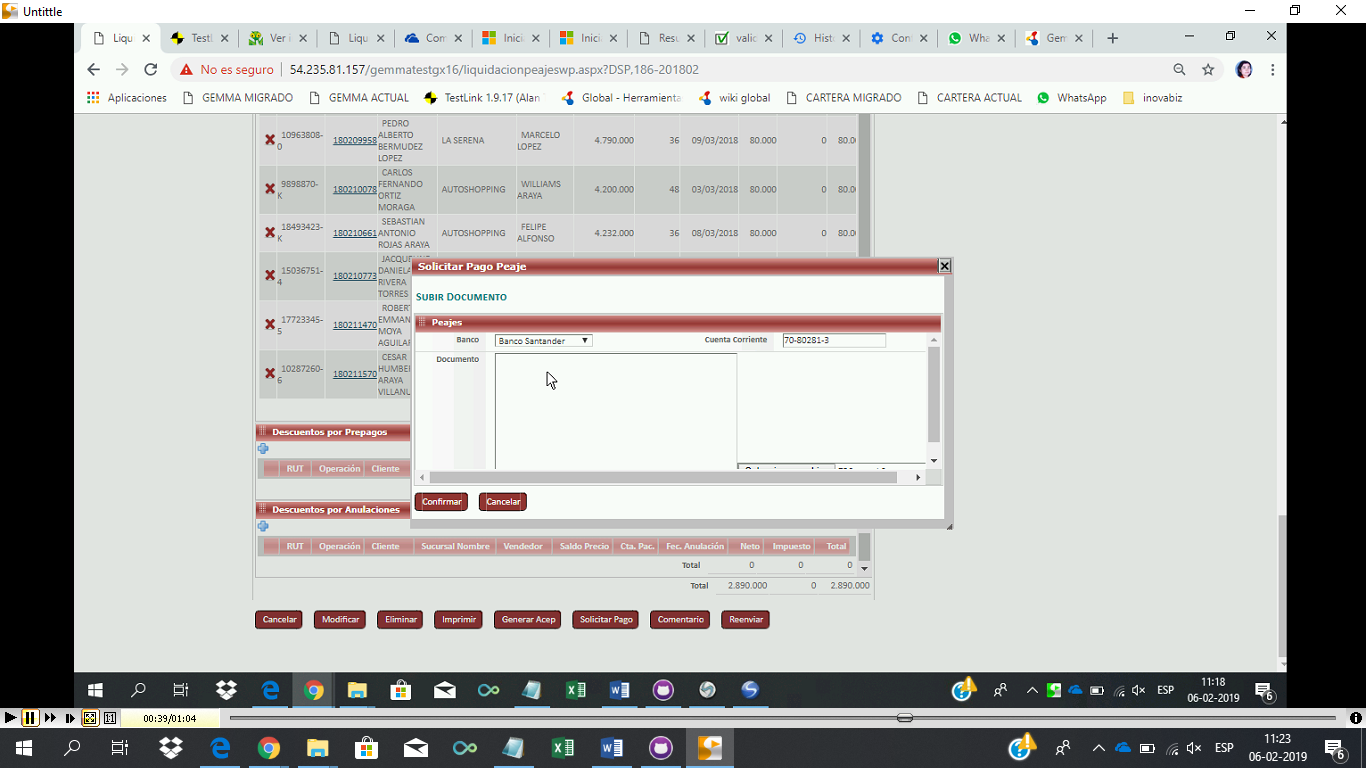 Untittle
Liqu
TestL
Ver i
Liqu
Com
Inici
Inici
Resu
valid
Histo
Conf
Wha
Gem
No es seguro | 54.235.81.157/gemmatestgx16/liquidacionpeajeswp.aspx?DSP,186-201802
Aplicaciones
GEMMA MIGRADO
GEMMA ACTUAL
TestLink 1.9.17 (Alan
Global - Herramienta
wiki global
CARTERA MIGRADO
CARTERA ACTUAL
WhatsApp
inovabiz
10963808-0 180209958 PEDRO ALBERTO BERMUDEZ LOPEZ LA SERENA MARCELO LOPEZ 4.790.000 36 09/03/2018 80.000 0 80.0
9898870-K 180210078 CARLOS FERNANDO ORTIZ MORAGA AUTOSHOPPING WILLIAMS ARAYA 4.200.000 48 03/03/2018 80.000 0 80.0
18493423-K 180210661 SEBASTIAN ANTONIO ROJAS ARAYA AUTOSHOPPING FELIPE ALFONSO 4.232.000 36 08/03/2018 80.000 0 80.0
15036751-4 180210773 DANIELA RIVERA TORRES
17723345-5 180211470 ROBER EMMAN MOYA AGUILA
10287260-6 180211570 CESAR HUMBE ARAYA VILLANU
Solicitar Pago Peaje
SUBIR DOCUMENTO
Peajes
Banco Banco Santander Cuenta Corriente 70-80281-3
Documento
Confirmar Cancelar
Descuentos por Prepagos
RUT Operación Cliente
Descuentos por Anulaciones
RUT Operación Cliente Sucursal Nombre Vendedor Saldo Precio Cta. Pac. Fec. Anulación Neto Impuesto Total
Total 0 0 0
Total 2.890.000 0 2.890.000
Cancelar Modificar Eliminar Imprimir Generar Acep Solicitar Pago Comentario Reenviar
ESP
11:18
06-02-2019
6
00:39/01:04
ESP
11:23
06-02-2019
6